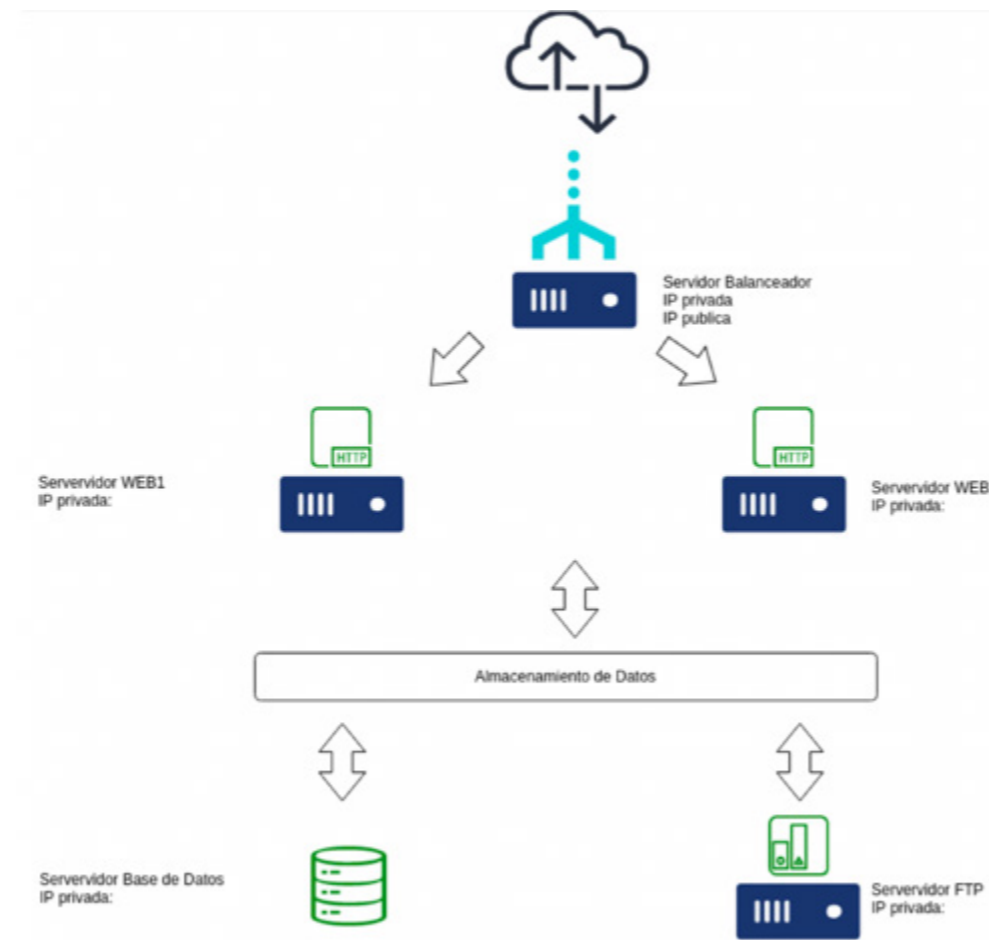 Servidor Balanceador
IP privada
IP publica
HTTP
HTTP
Servervidor WEB1
IP privada:
Servervidor WEB
IP privada:
Almacenamiento de Datos
Servervidor Base de Datos
IP privada:
Servervidor FTP
IP privada: